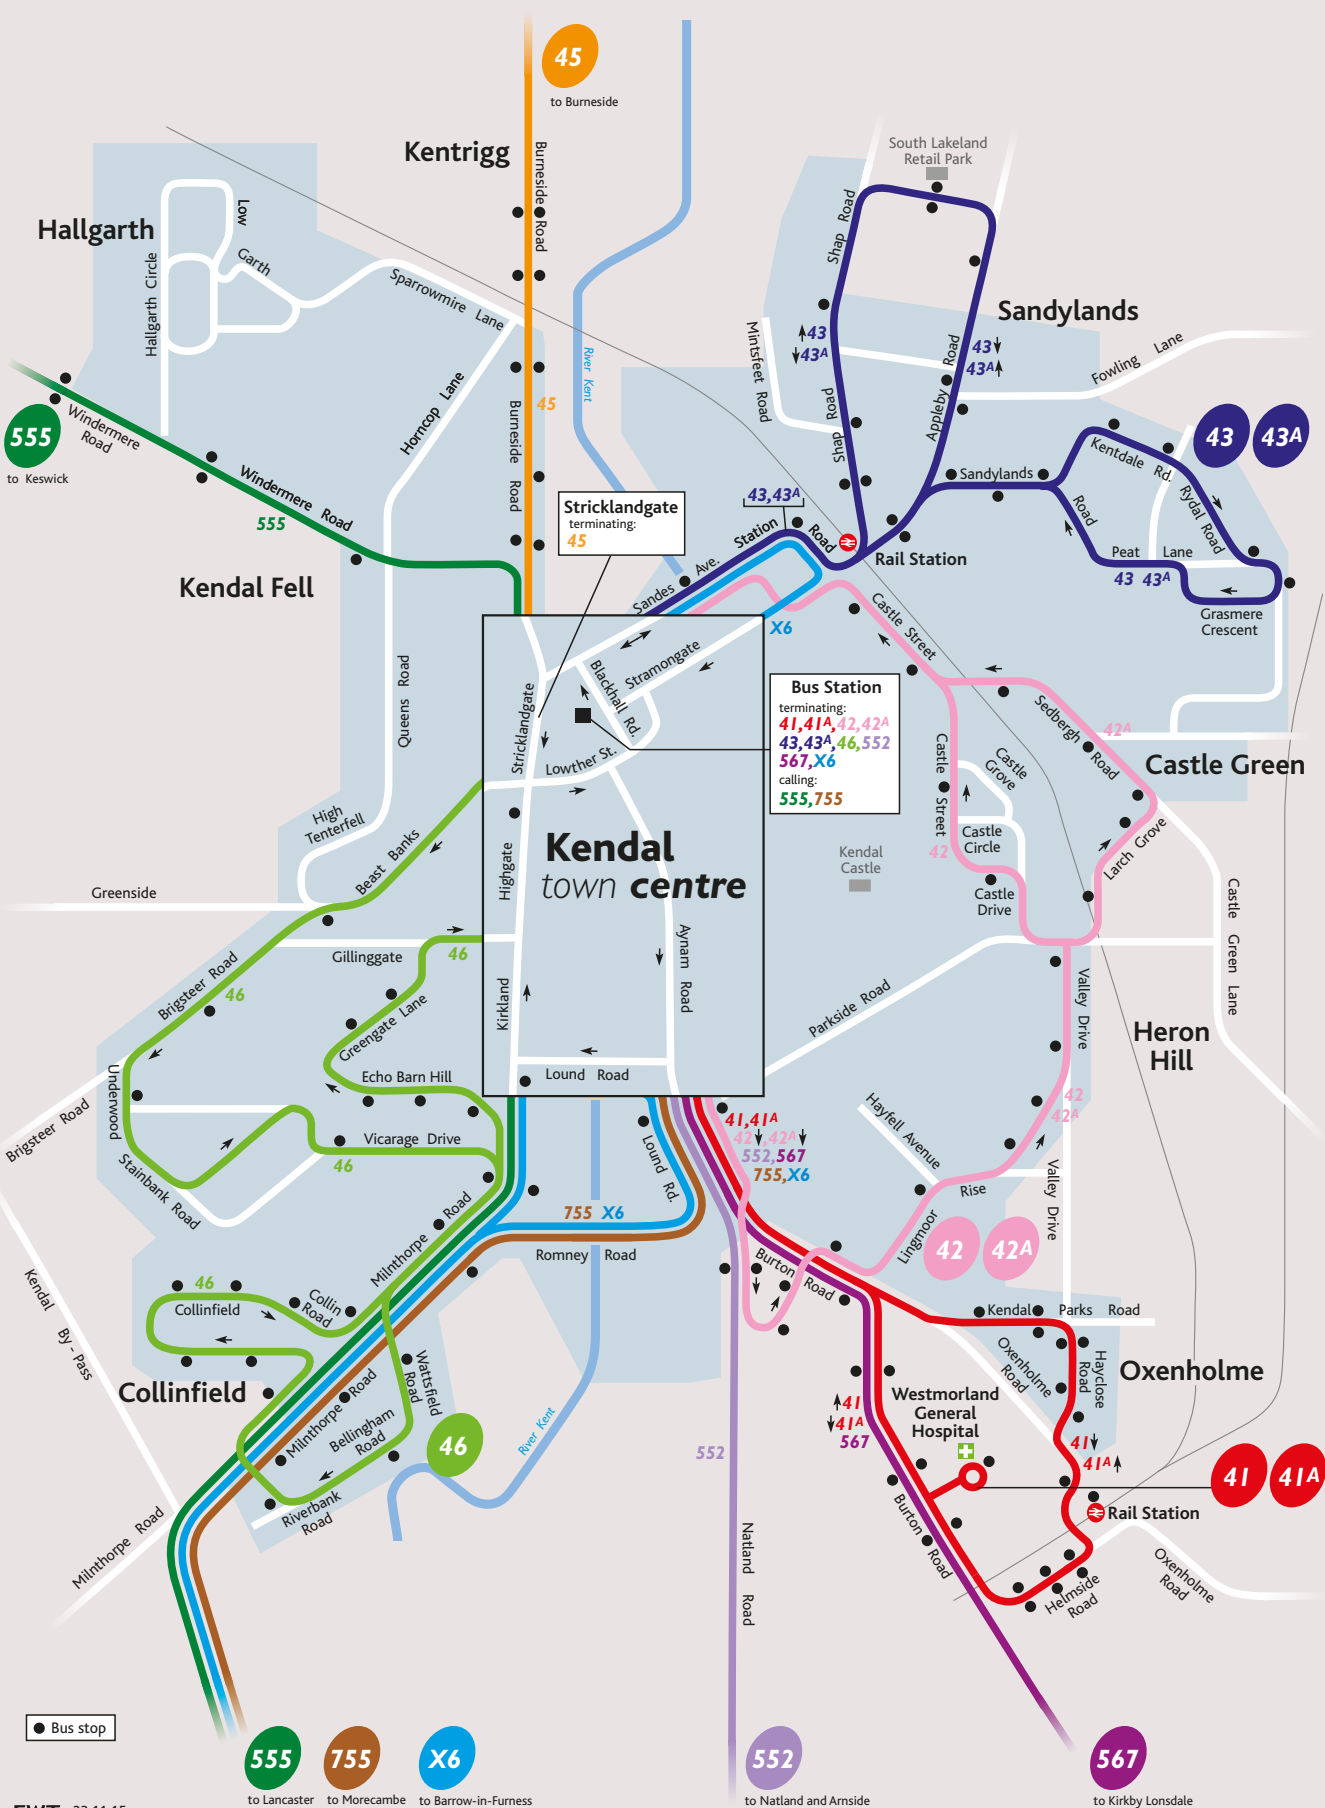 45
to Burneside
Kentrigg
Burneside Road
South Lakeland
Retail Park
Hallgarth
Low
Garth
Hallgarth Circle
Sparrowmire Lane
Shap Road
Sandylands
River Kent
Mintsfeet Road
43
43A
Appleby Road
43
43A
Fowling Lane
Horncop Lane
Burneside Road
45
Shap Road
Windermere
Road
555
to Keswick
Windermere Road
555
43 43A
Kentdale Rd.
Rydal Road
Sandylands
Road
Peat Lane
43 43A
Grasmere
Crescent
Stricklandgate
terminating:
45
43,43A
Station Road
Rail Station
Sandes Ave.
X6
Kendal Fell
Castle Street
Queens Road
Stricklandgate
Blackhall Rd.
Stramongate
Lowther St.
Bus Station
terminating:
41,41A,42,42A
43,43A,46,552
567,X6
calling:
555,755
Sedbergh Road
42A
Castle Green
Castle Street
Castle
Grove
Castle
Circle
42
Castle
Drive
Larch Grove
High
Tenterfell
Beast Banks
Greenside
Highgate
Kendal
town centre
Kendal
Castle
Castle Green Lane
Gillinggate
46
Brigsteer Road
46
Greengate Lane
Kirkland
Aynam Road
Parkside Road
Valley Drive
Heron
Hill
Echo Barn Hill
Lound Road
Underwood
Brigsteer Road
Vicarage Drive
46
Stainbank Road
41,41A
42,42A
552,567
755,X6
Lound Rd.
Hayfell Avenue
42
42A
Valley Drive
Lingmoor Rise
42 42A
755 X6
Romney Road
Milnthorpe Road
Burton Road
Kendal By-Pass
46
Collinfield
Collin
Road
Kendal Parks Road
Oxenholme
Road
Hayclose
Road
Oxenholme
Collinfield
Wattsfield
Road
Milnthorpe Road
Bellingham
Road
46
River Kent
Riverbank
Road
552
41
41A
567
Westmorland
General
Hospital
41
41A
41 41A
Rail Station
Milnthorpe Road
Natland Road
Burton Road
Helmside
Road
Oxenholme
Road
Bus stop
555
to Lancaster
755
to Morecambe
X6
to Barrow-in-Furness
552
to Natland and Arnside
567
to Kirkby Lonsdale